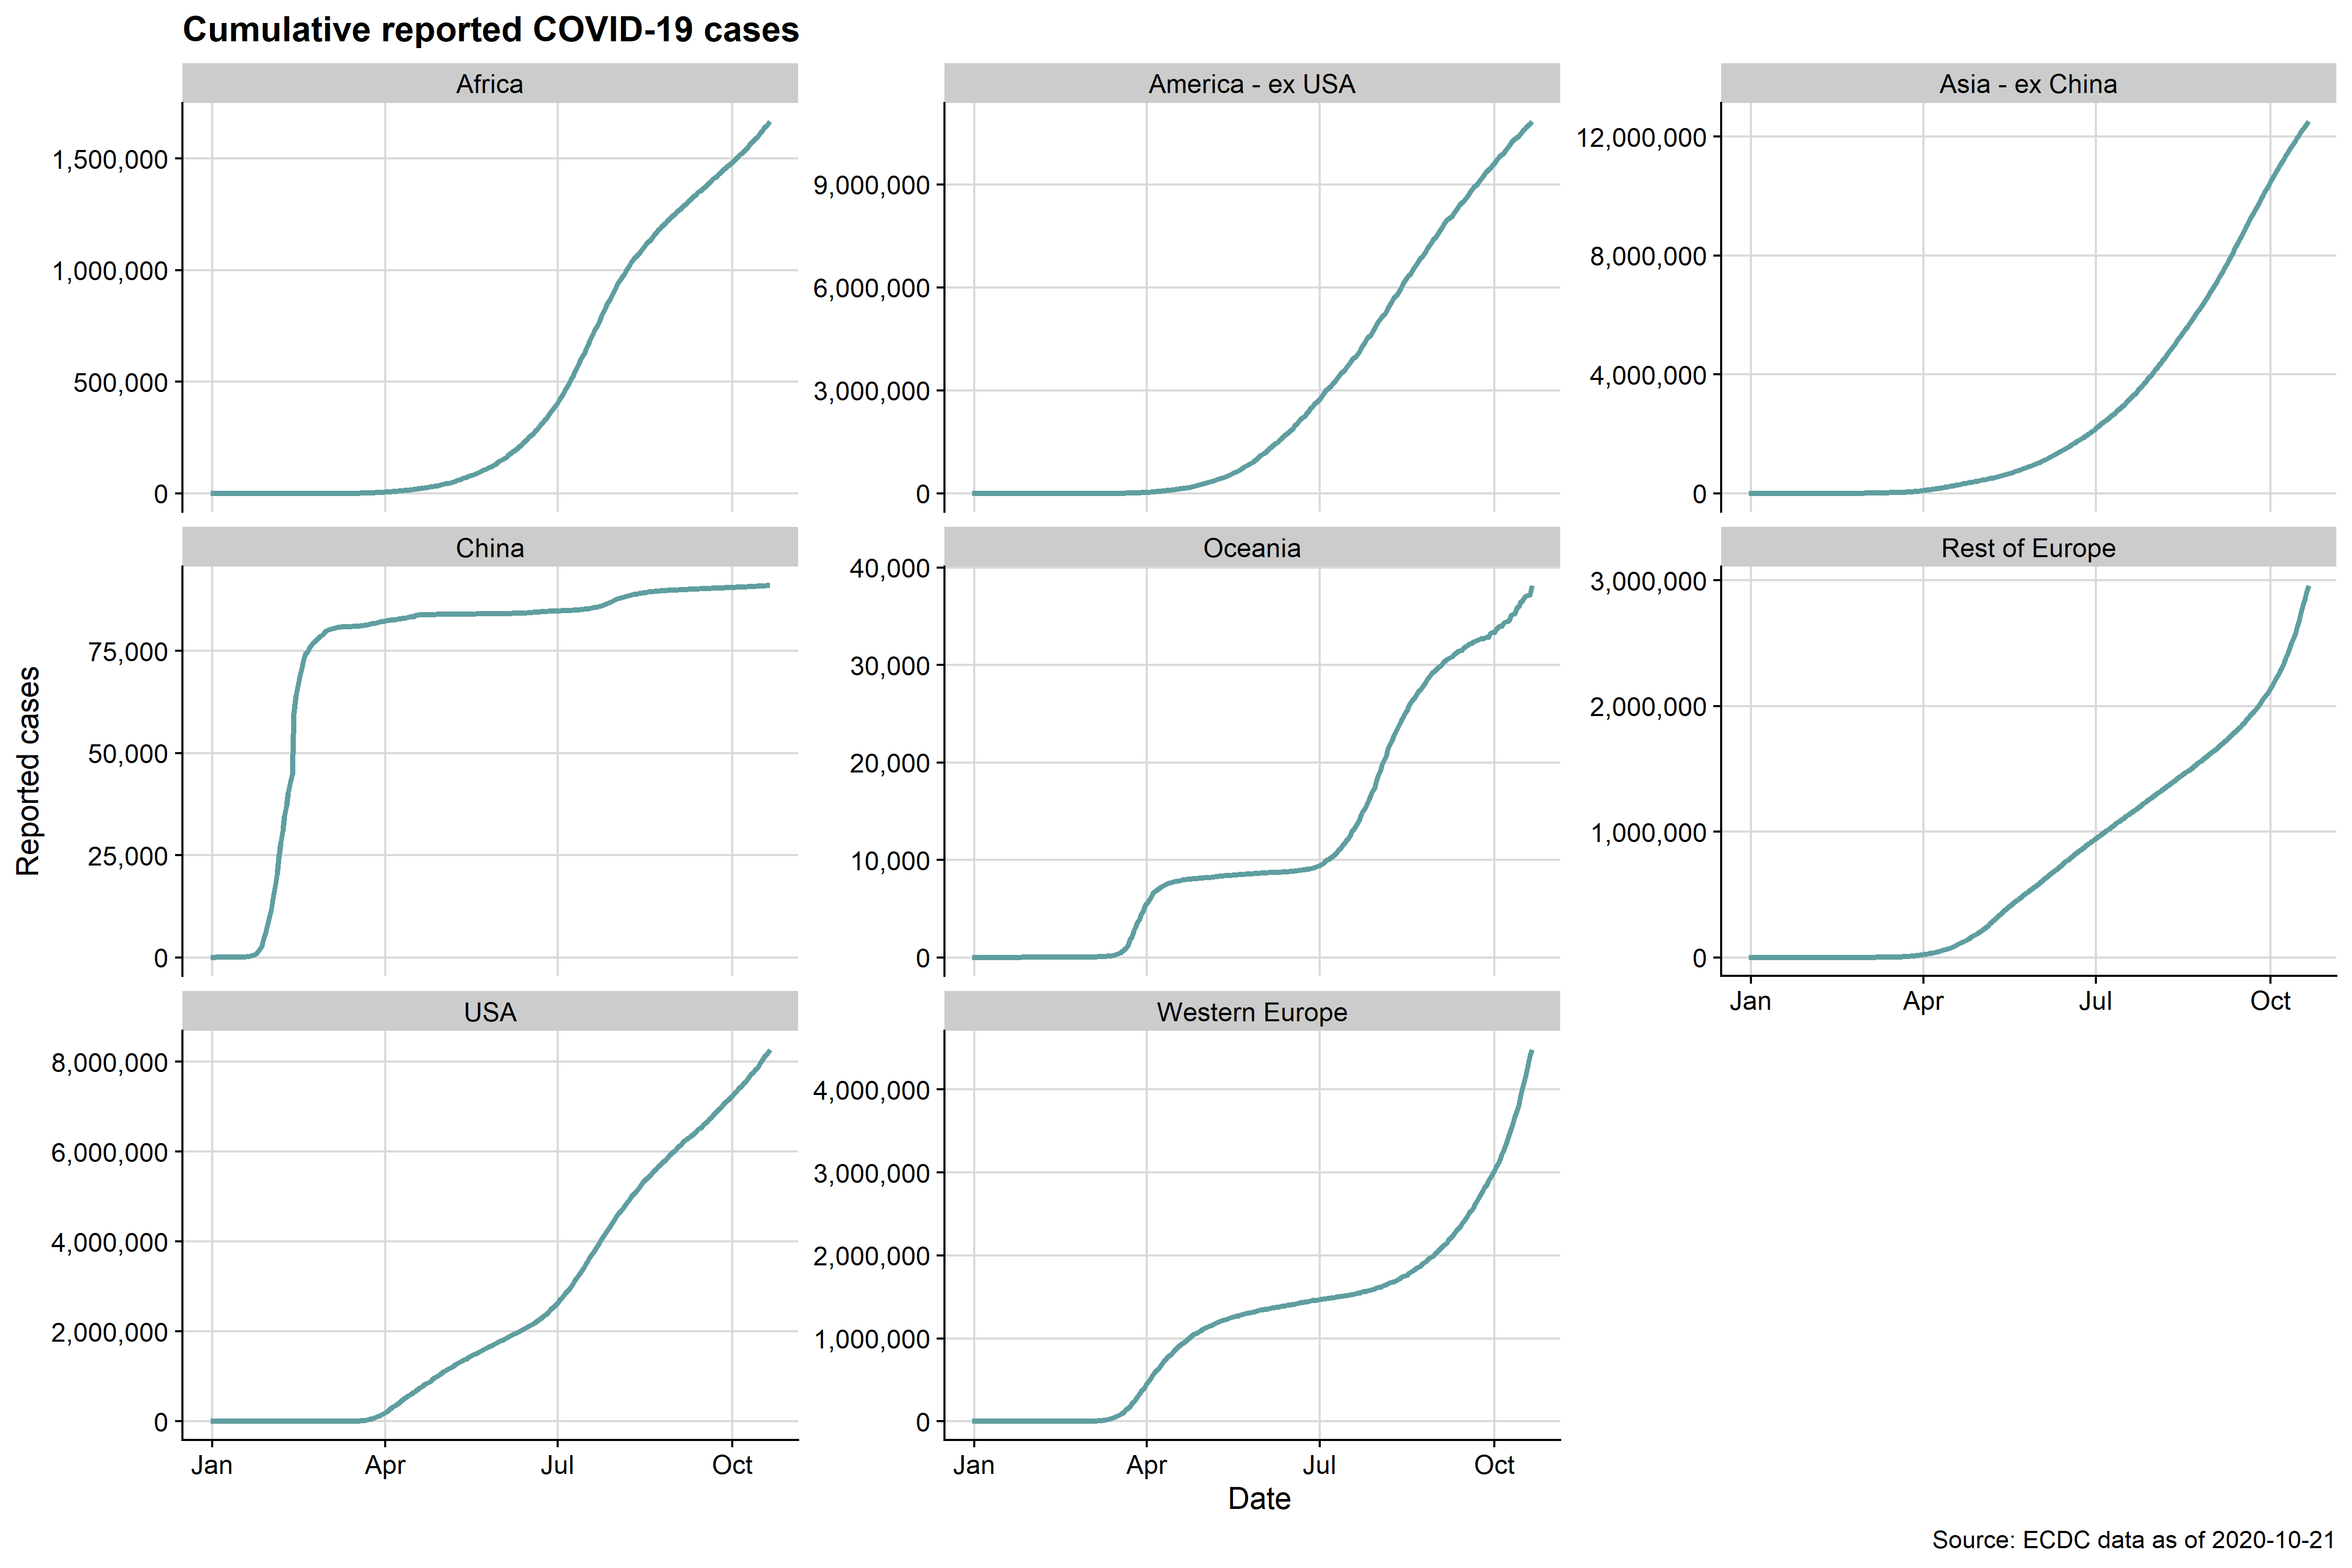 Cumulative reported COVID-19 cases
Africa
1,500,000
1,000,000
500,000
0
America - ex USA
9,000,000
6,000,000
3,000,000
0
Asia - ex China
12,000,000
8,000,000
4,000,000
0
Reported cases
China
75,000
50,000
25,000
0
Oceania
40,000
30,000
20,000
10,000
0
Rest of Europe
3,000,000
2,000,000
1,000,000
0
Jan Apr Jul Oct
USA
8,000,000
6,000,000
4,000,000
2,000,000
0
Jan Apr Jul Oct
Western Europe
4,000,000
3,000,000
2,000,000
1,000,000
0
Jan Apr Jul Oct
Date
Source: ECDC data as of 2020-10-21